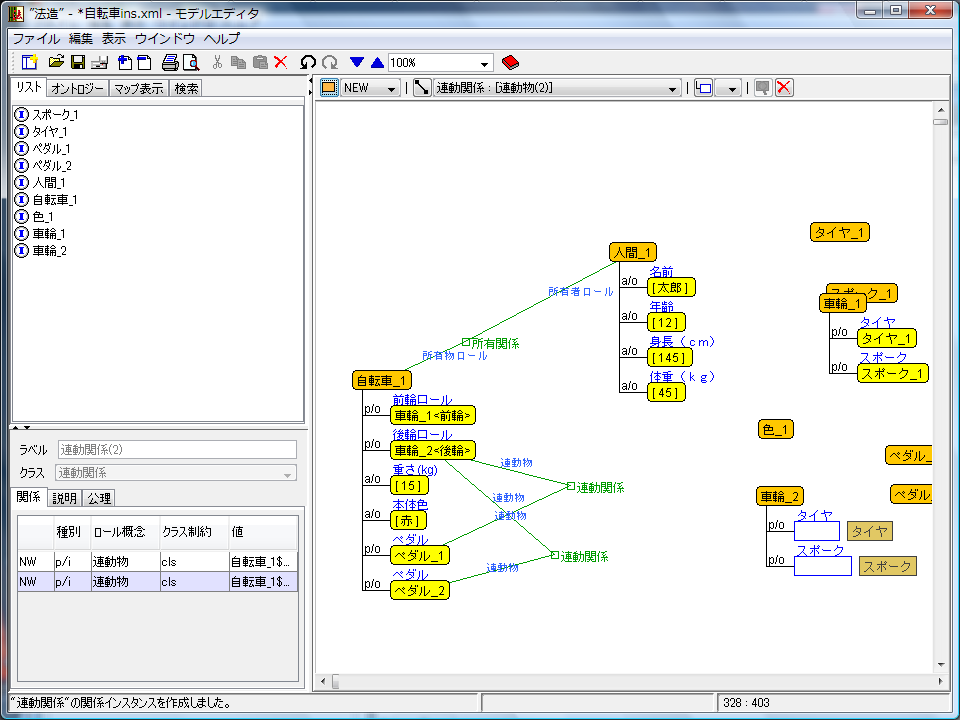 "法造" - *自転車ins.xml - モデルエディタ
ファイル 編集 表示 ウインドウ ヘルプ
100%
リスト オントロジー マップ表示 検索
NEW 連動関係 : [連動物(2)]
スポーク_1
タイヤ_1
ペダル_1
ペダル_2
人間_1
自転車_1
色_1
車輪_1
車輪_2
ラベル 連動関係(2)
クラス 連動関係
関係 説明 公理
種別 ロール概念 クラス制約 値
NW p/i 連動物 cls 自転車_1$...
NW p/i 連動物 cls 自転車_1$...
人間_1
a/o 名前
[太郎]
a/o 年齢
[12]
a/o 身長（ｃｍ）
[145]
a/o 体重（ｋｇ）
[45]
所有者ロール
所有関係
所有物ロール
自転車_1
p/o 前輪ロール
車輪_1<前輪>
p/o 後輪ロール
車輪_2<後輪>
a/o 重さ(kg)
[15]
a/o 本体色
[赤]
p/o ペダル
ペダル_1
p/o ペダル
ペダル_2
連動物
連動物
連動物
連動物
連動関係
連動関係
タイヤ_1
スポーク_1
車輪_1
p/o タイヤ
タイヤ_1
p/o スポーク
スポーク_1
色_1
ペダル_
ペダル_
車輪_2
p/o タイヤ
タイヤ
p/o スポーク
スポーク
"連動関係"の関係インスタンスを作成しました。
328 : 403